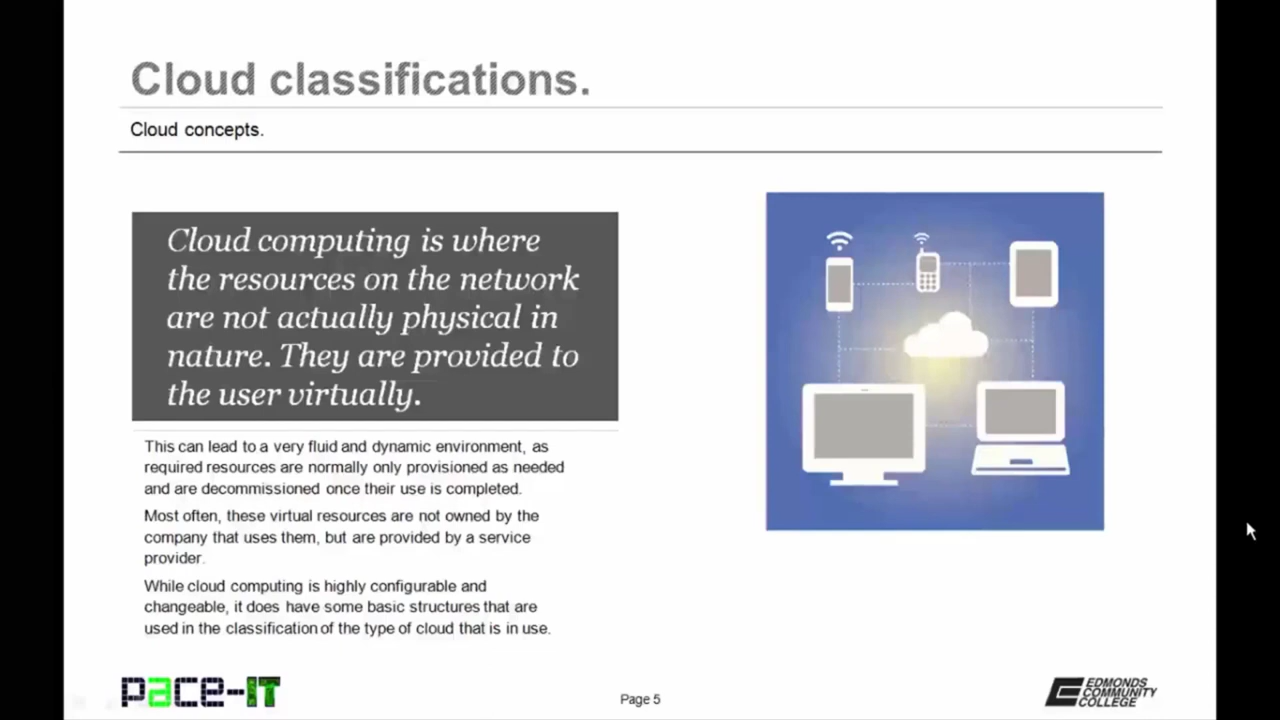 Cloud classifications.
Cloud concepts.
Cloud computing is where
the resources on the network
are not actually physical in
nature. They are provided to
the user virtually.
This can lead to a very fluid and dynamic environment, as
required resources are normally only provisioned as needed
and are decommissioned once their use is completed.
Most often, these virtual resources are not owned by the
company that uses them, but are provided by a service
provider.
While cloud computing is highly configurable and
changeable, it does have some basic structures that are
used in the classification of the type of cloud that is in use.
pace-IT
Page 5
EDMONDS
COMMUNITY
COLLEGE